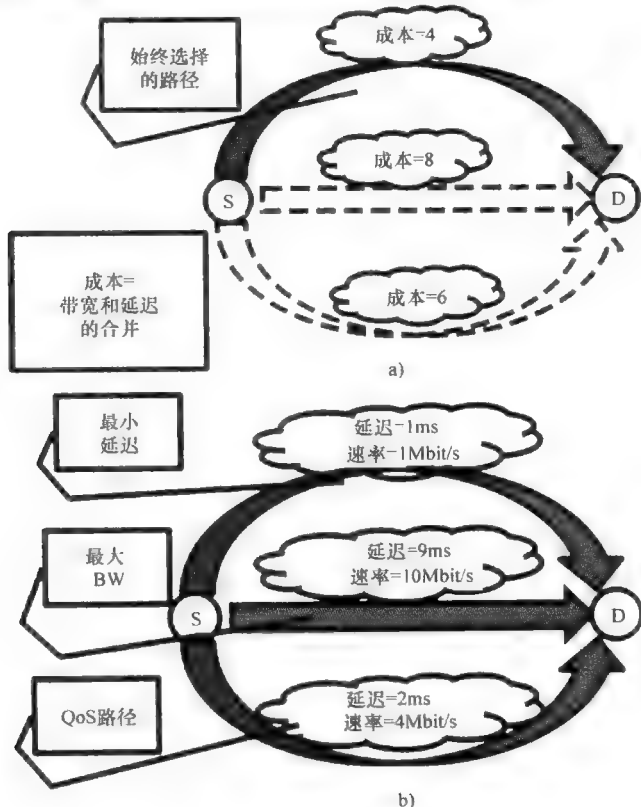 始终选择
的路径
成本=4
成本=8
S
D
成本=
带宽和延迟
的合并
成本=6
a)
最小
延迟
延迟=1ms
速率=1Mbit/s
最大
BW
延迟=9ms
速率=10Mbit/s
S
D
QoS路径
延迟=2ms
速率=4Mbit/s
b)